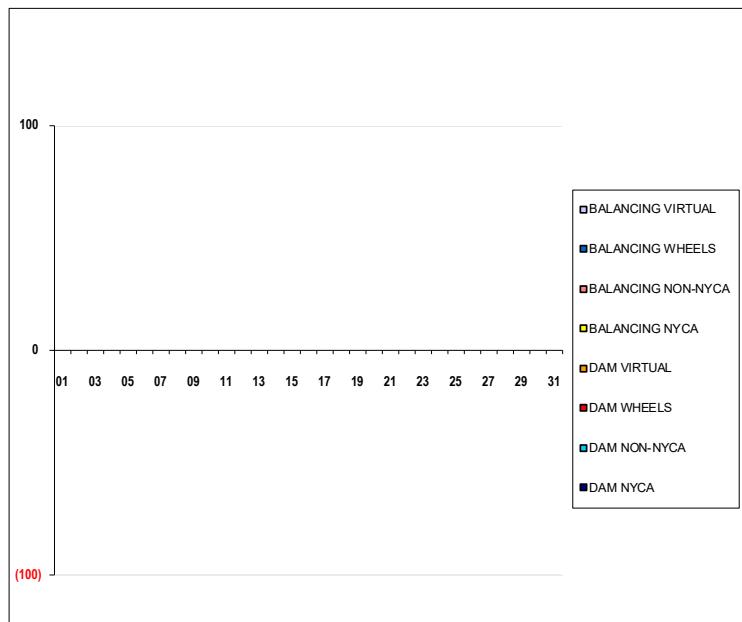 100
0
01 03 05 07 09 11 13 15 17 19 21 23 25 27 29 31
(100)
BALANCING VIRTUAL
BALANCING WHEELS
BALANCING NON-NYCA
BALANCING NYCA
DAM VIRTUAL
DAM WHEELS
DAM NON-NYCA
DAM NYCA